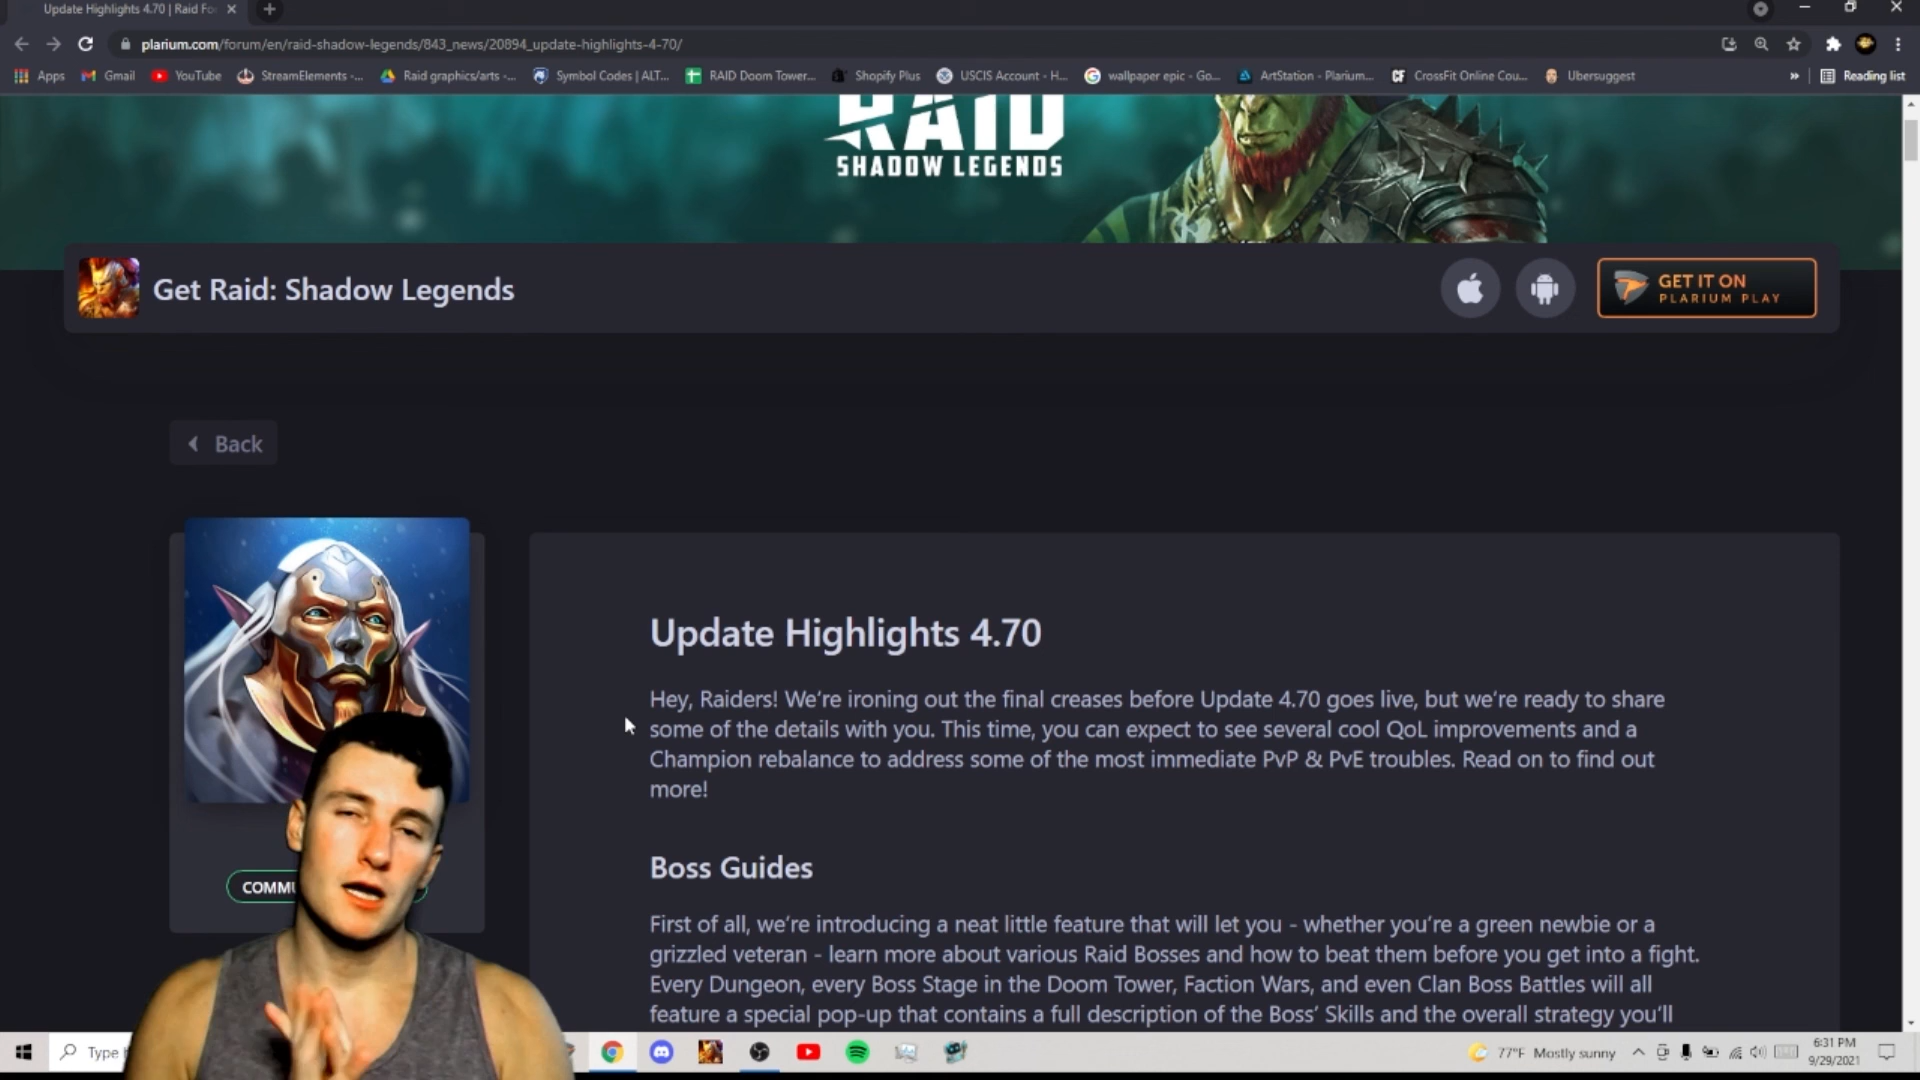 Update Highlights 4.70 | Raid Fo
plarium.com/forum/en/raid-shadow-legends/843_news/20894_update-highlights-4-70/
Apps
Gmail
YouTube
StreamElements -...
Raid graphics/arts -...
Symbol Codes | ALT...
RAID Doom Tower...
Shopify Plus
USCIS Account - H...
wallpaper epic - Go...
ArtStation - Plarium...
CF
CrossFit Online Cou...
Ubersuggest
»
Reading list
RAID
SHADOW LEGENDS
Get Raid: Shadow Legends
GET IT ON
PLARIUM PLAY
Back
Update Highlights 4.70
Hey, Raiders! We're ironing out the final creases before Update 4.70 goes live, but we're ready to share
some of the details with you. This time, you can expect to see several cool QoL improvements and a
Champion rebalance to address some of the most immediate PvP & PvE troubles. Read on to find out
more!
Boss Guides
COMMU
First of all, we're introducing a neat little feature that will let you - whether you're a green newbie or a
grizzled veteran - learn more about various Raid Bosses and how to beat them before you get into a fight.
Every Dungeon, every Boss Stage in the Doom Tower, Faction Wars, and even Clan Boss Battles will all
feature a special pop-up that contains a full description of the Boss' Skills and the overall strategy you'll
Type
77°F Mostly sunny
6:31 PM
9/29/2021